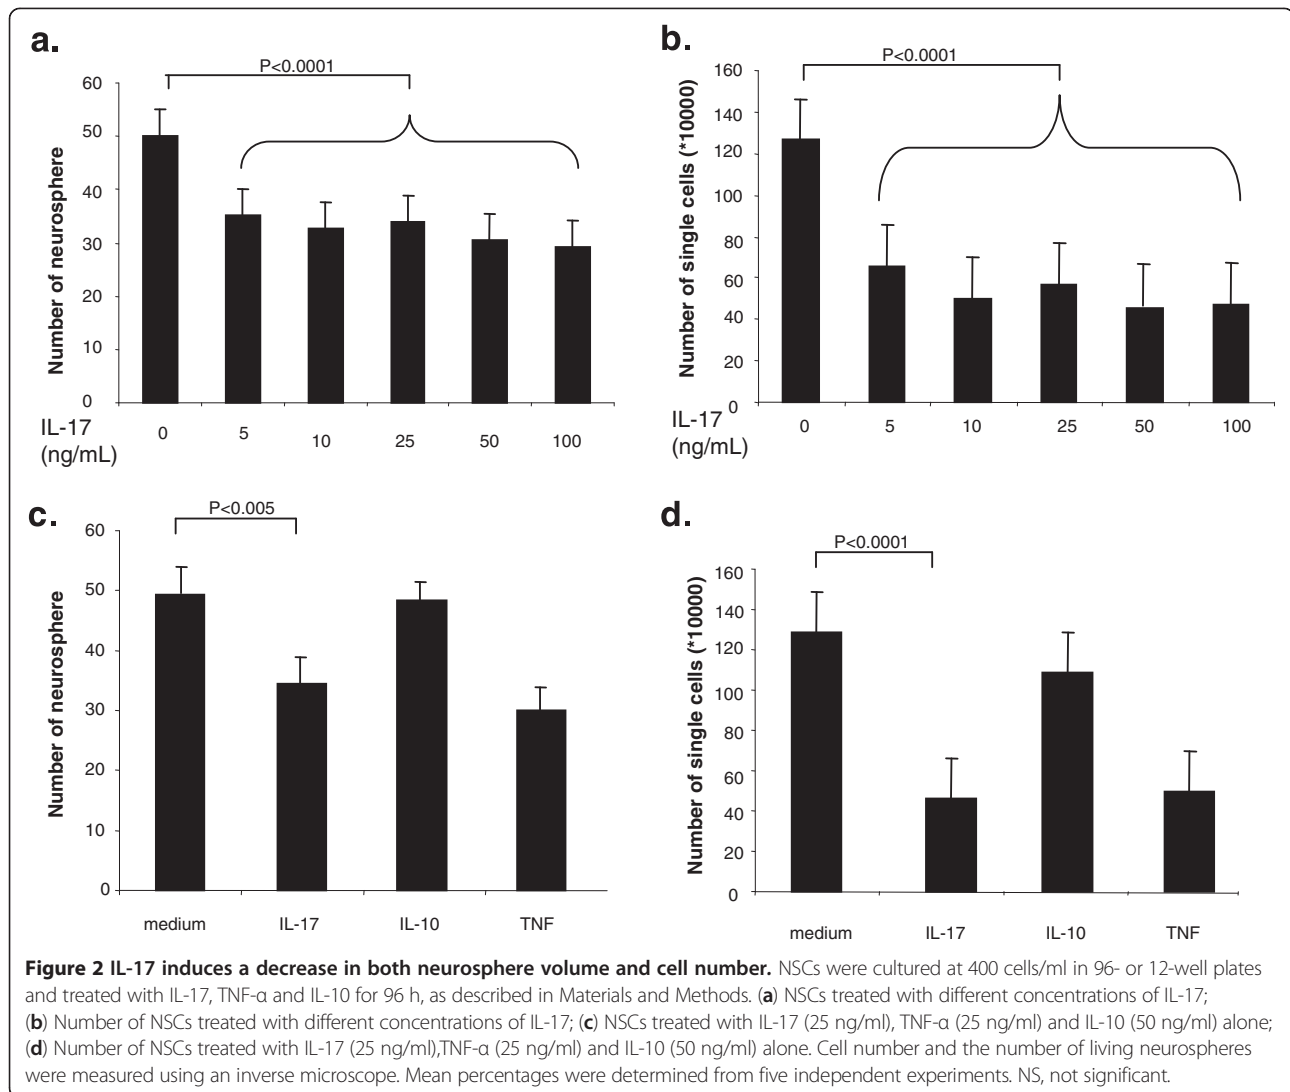 a.
P<0.0001
60
50
40
30
20
10
0
Number of neurosphere
IL-17
(ng/mL)
0 5 10 25 50 100
b.
P<0.0001
160
140
120
100
80
60
40
20
0
Number of single cells (*10000)
IL-17
(ng/mL)
0 5 10 25 50 100
c.
P<0.005
60
50
40
30
20
10
0
Number of neurosphere
medium IL-17 IL-10 TNF
d.
P<0.0001
160
140
120
100
80
60
40
20
0
Number of single cells (*10000)
medium IL-17 IL-10 TNF
Figure 2 IL-17 induces a decrease in both neurosphere volume and cell number. NSCs were cultured at 400 cells/ml in 96- or 12-well plates
and treated with IL-17, TNF-α and IL-10 for 96 h, as described in Materials and Methods. (a) NSCs treated with different concentrations of IL-17;
(b) Number of NSCs treated with different concentrations of IL-17; (c) NSCs treated with IL-17 (25 ng/ml), TNF-α (25 ng/ml) and IL-10 (50 ng/ml) alone;
(d) Number of NSCs treated with IL-17 (25 ng/ml),TNF-α (25 ng/ml) and IL-10 (50 ng/ml) alone. Cell number and the number of living neurospheres
were measured using an inverse microscope. Mean percentages were determined from five independent experiments. NS, not significant.